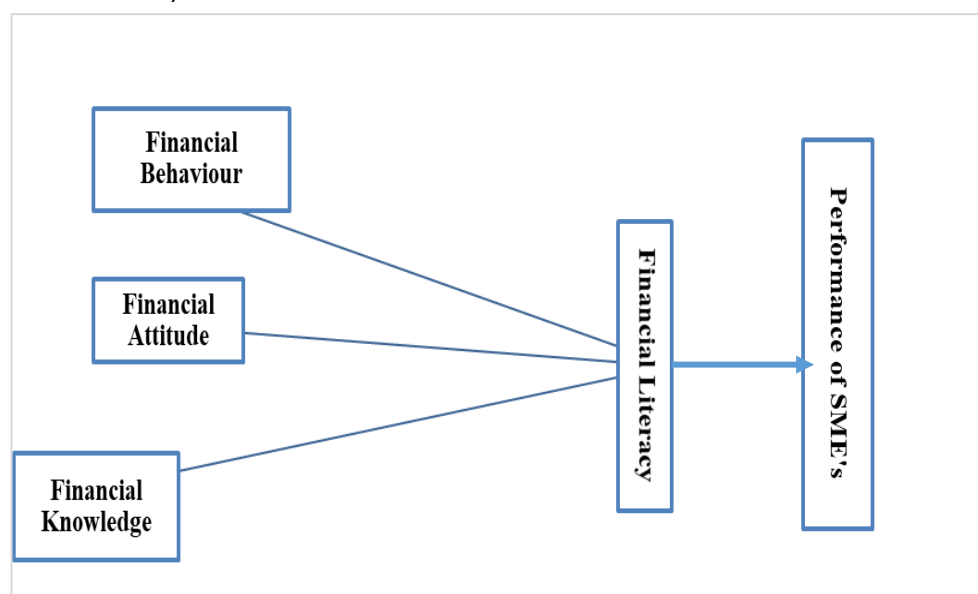 Financial
Behaviour
Financial
Attitude
Financial
Knowledge
Financial Literacy
Performance of SME's